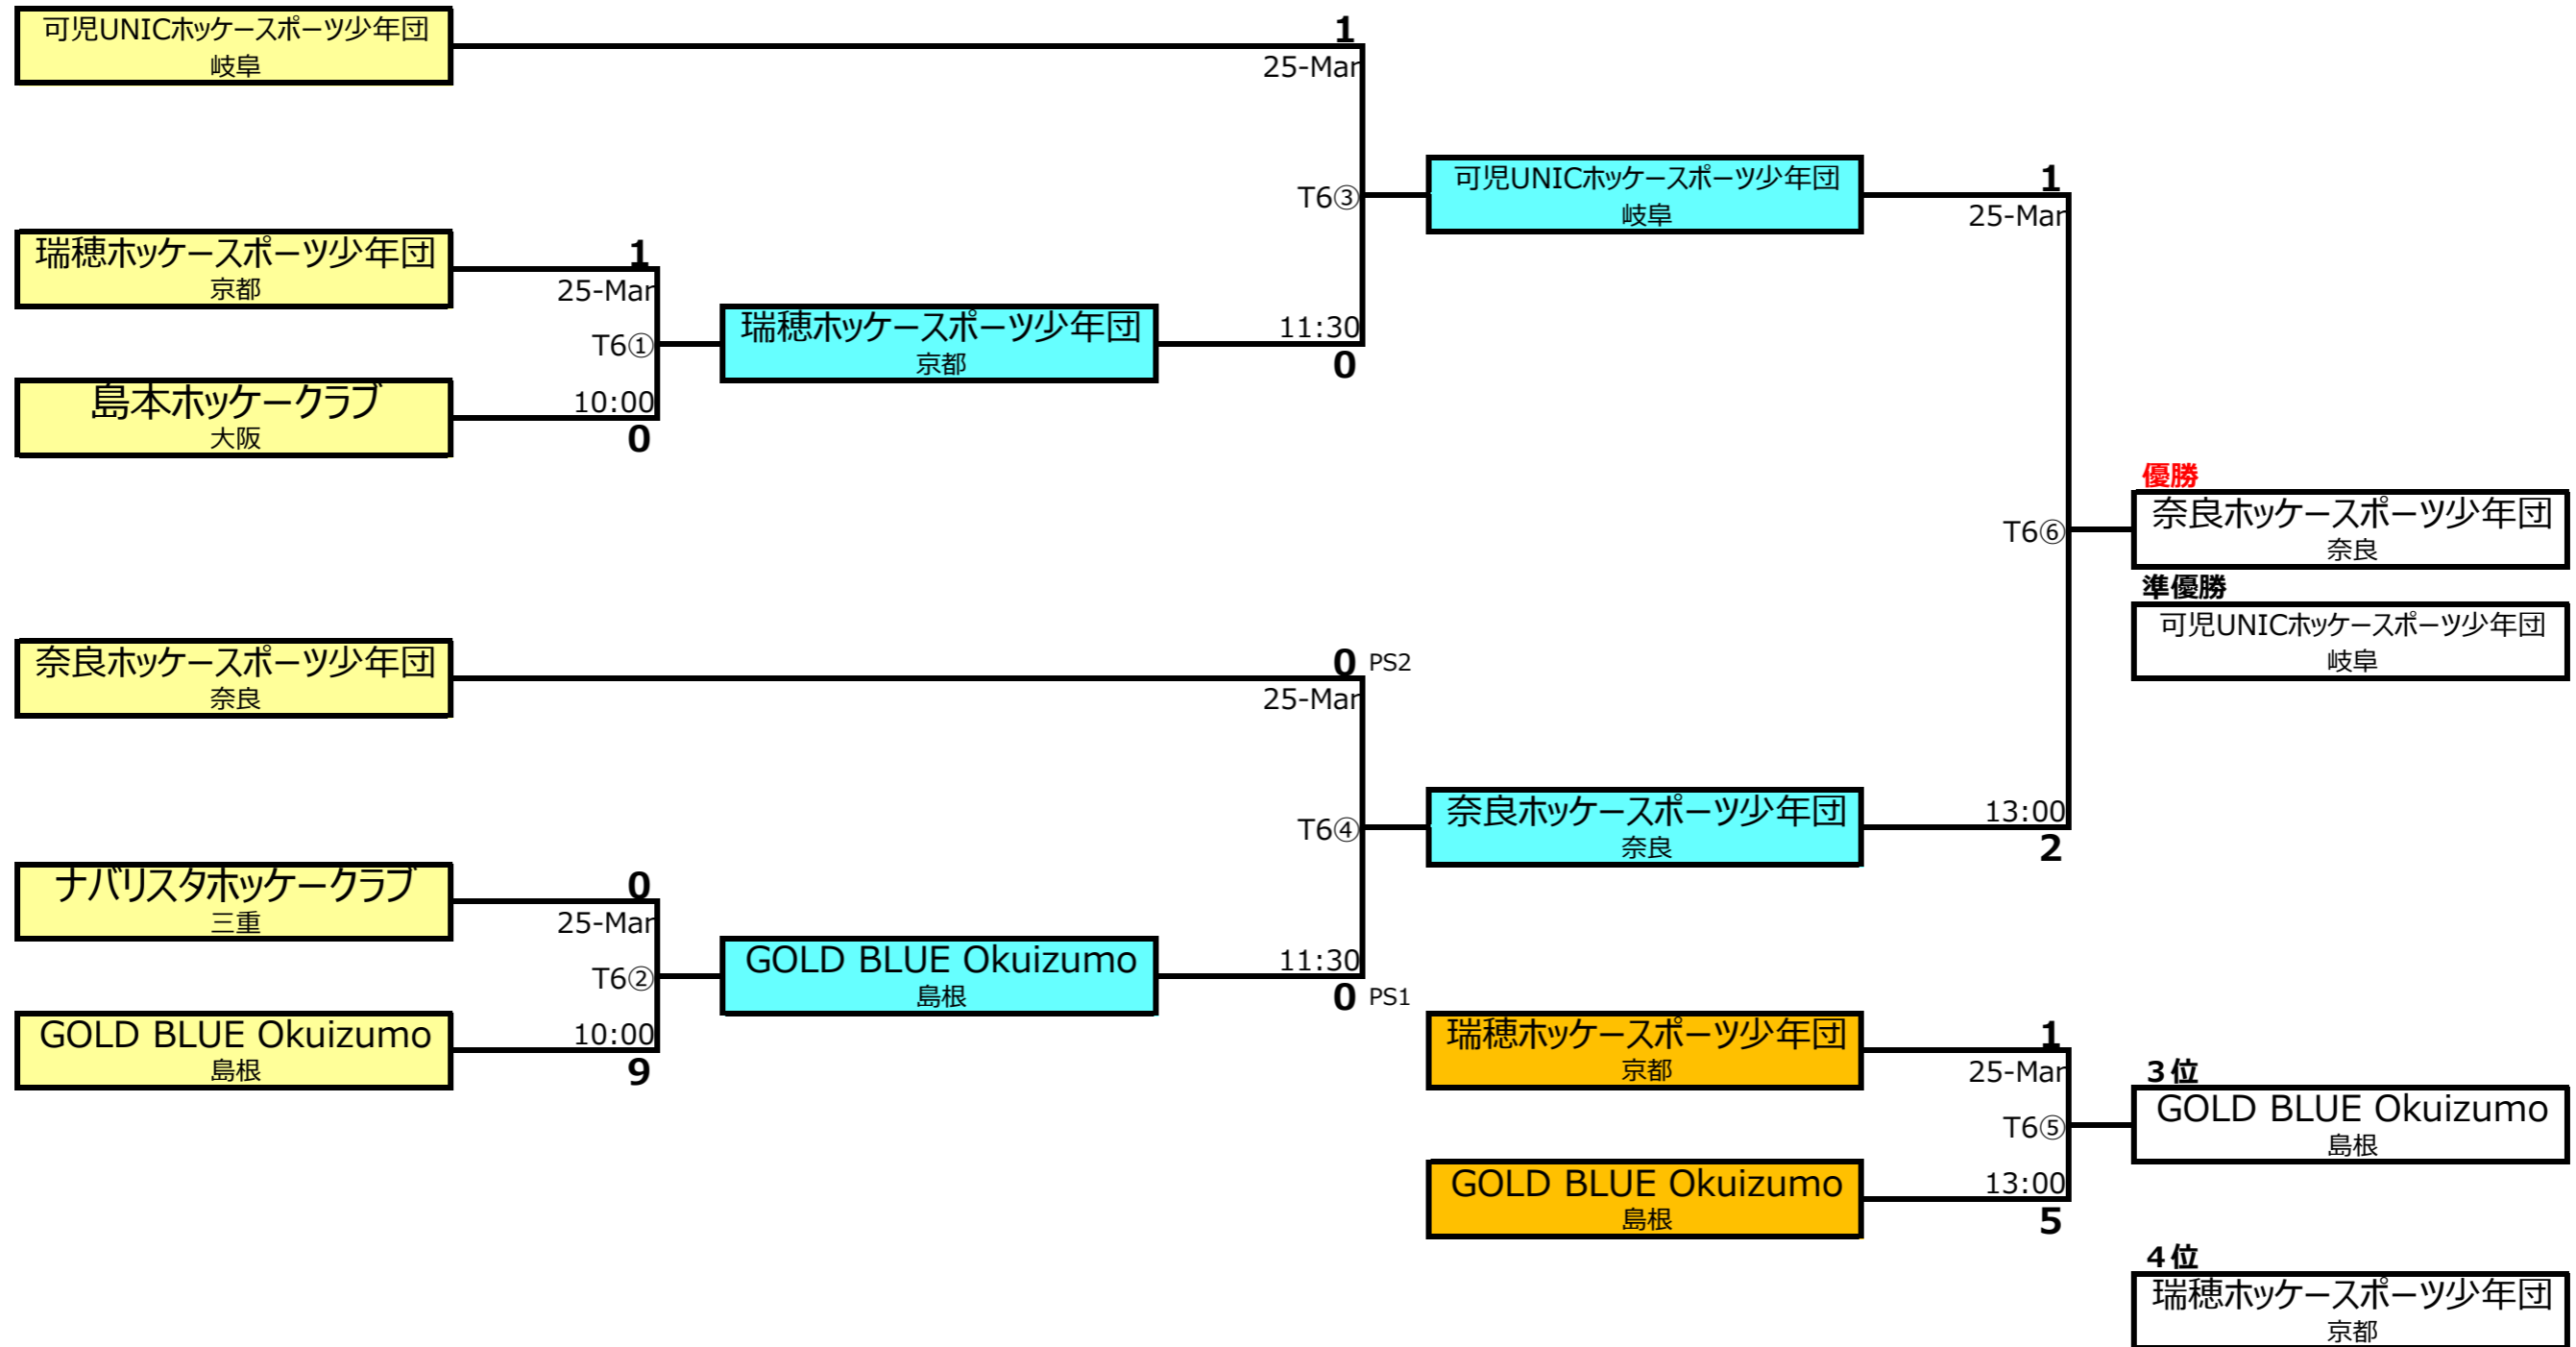 可児UNICホッケースポーツ少年団
岐阜
1
25-Mar
T6③
可児UNICホッケースポーツ少年団
岐阜
1
25-Mar
瑞穂ホッケースポーツ少年団
京都
1
25-Mar
T6①
瑞穂ホッケースポーツ少年団
京都
11:30
0
島本ホッケークラブ
大阪
10:00
0
T6⑥
優勝
奈良ホッケースポーツ少年団
奈良
準優勝
可児UNICホッケースポーツ少年団
岐阜
奈良ホッケースポーツ少年団
奈良
0 PS2
25-Mar
T6④
奈良ホッケースポーツ少年団
奈良
13:00
2
ナバリスタホッケークラブ
三重
0
25-Mar
T6②
GOLD BLUE Okuizumo
島根
11:30
0 PS1
GOLD BLUE Okuizumo
島根
10:00
9
瑞穂ホッケースポーツ少年団
京都
1
25-Mar
T6⑤
3位
GOLD BLUE Okuizumo
島根
GOLD BLUE Okuizumo
島根
13:00
5
4位
瑞穂ホッケースポーツ少年団
京都